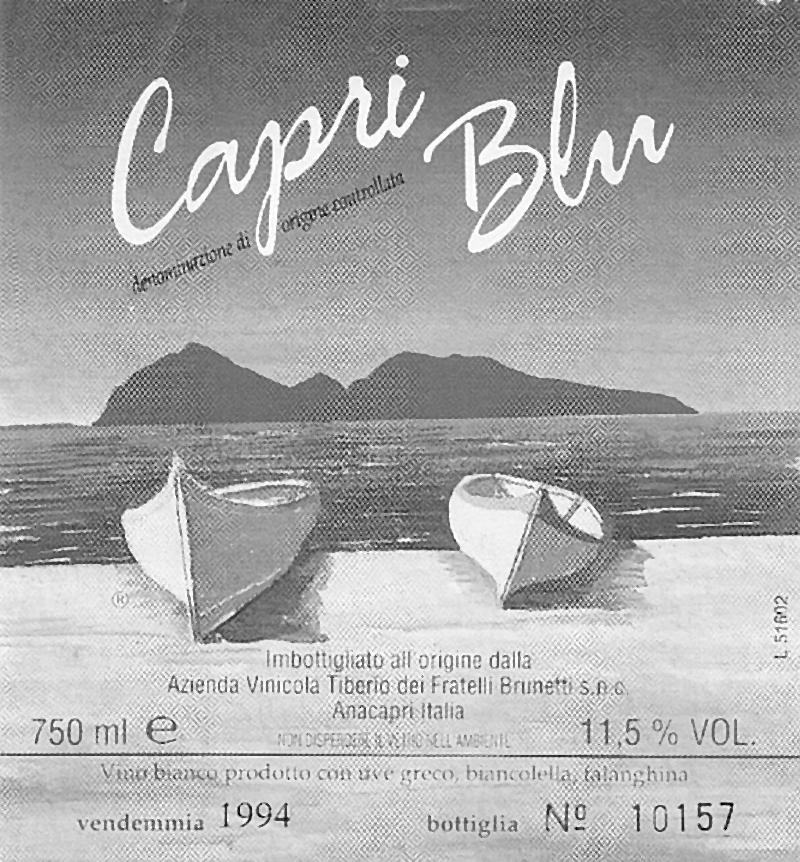 Capri Blu
denominazione di origine controllata
®
L 51602
Imbottigliato all'origine dalla
Azienda Vinicola Tiberio dei Fratelli Brunetti s.n.c.
Anacapri-Italia
750 ml e
NON DISPERDERE IL VETRO NELL'AMBIENTE
11,5 % VOL.
Vino bianco prodotto con uve greco, biancolella, falanghina
vendemmia 1994
bottiglia Nº 10157